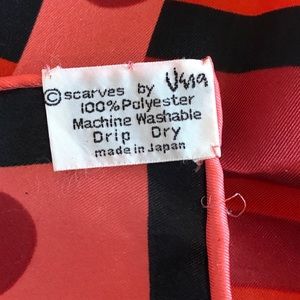 ©scarves by Vera
100%Polyester
Machine Washable
Drip Dry
made in Japan